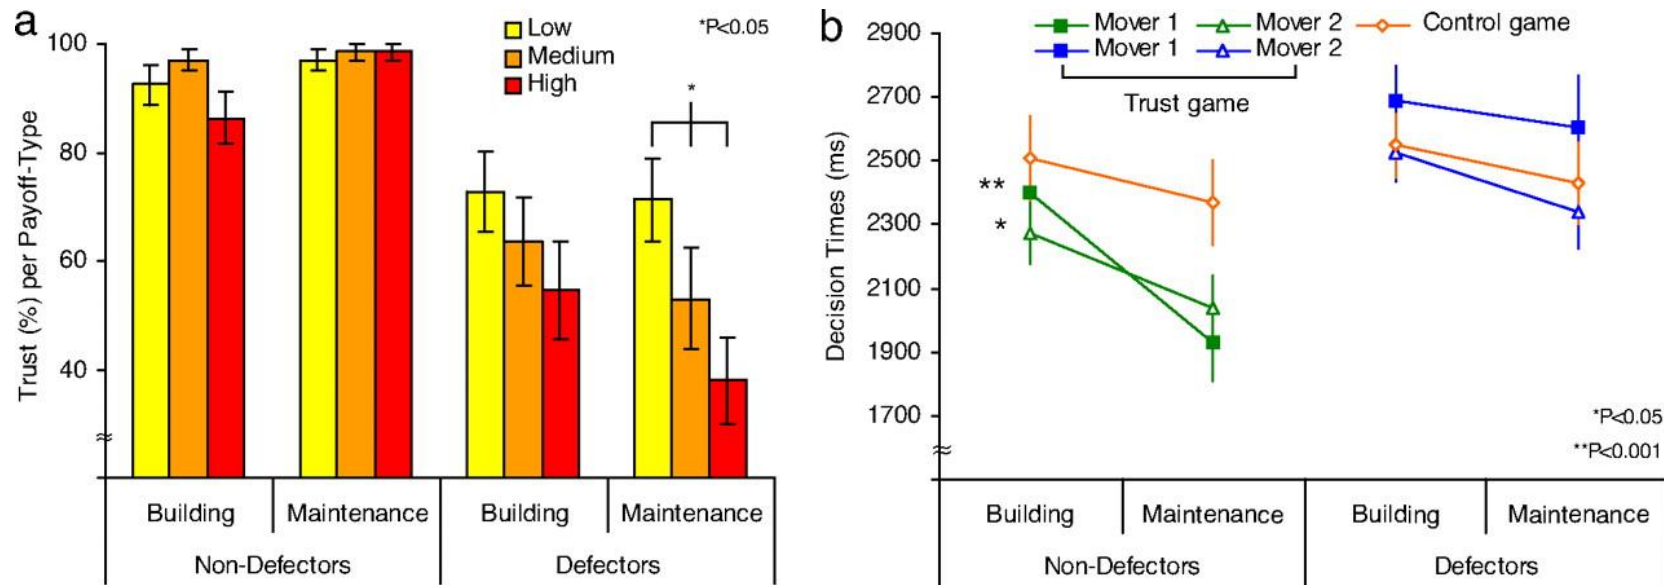 a
Low
Medium
High
*P<0.05
100
80
60
40
Trust (%) per Payoff-Type
*
≈
Building
Maintenance
Building
Maintenance
Non-Defectors
Defectors
b
Mover 1
Mover 2
Control game
Mover 1
Mover 2
Trust game
2900
2700
2500
2300
2100
1900
1700
Decision Times (ms)
**
*
*P<0.05
**P<0.001
≈
Building
Maintenance
Building
Maintenance
Non-Defectors
Defectors